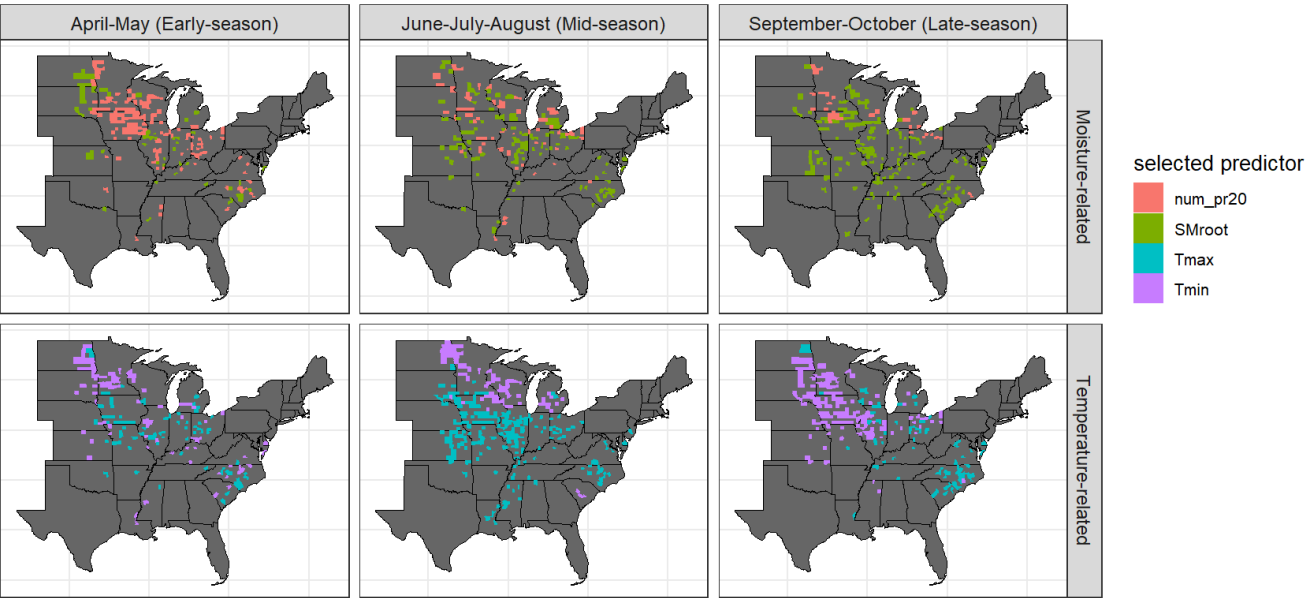 April-May (Early-season)
June-July-August (Mid-season)
September-October (Late-season)
Moisture-related
Temperature-related
selected predictor
num_pr20
SMroot
Tmax
Tmin